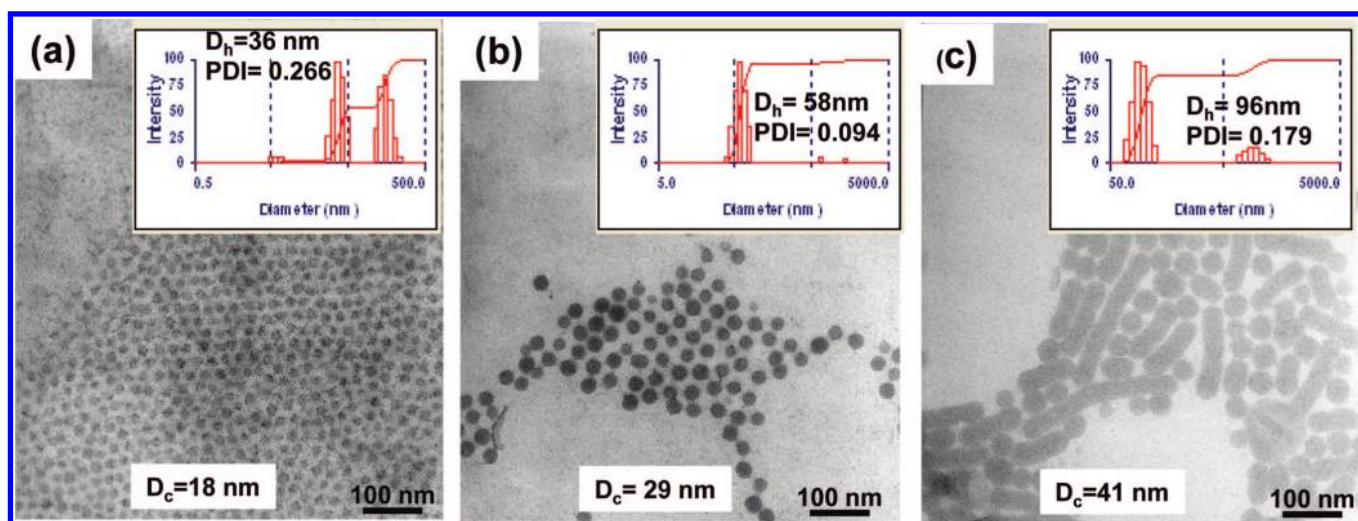 (a)
D_h=36 nm
PDI= 0.266
100
75
50
25
0
Intensity
0.5 500.0
Diameter (nm)
D_c=18 nm
100 nm
(b)
100
75
50
25
0
Intensity
D_h= 58nm
PDI= 0.094
5.0 5000.0
Diameter (nm)
D_c= 29 nm
100 nm
(c)
100
75
50
25
0
Intensity
D_h= 96nm
PDI= 0.179
50.0 5000.0
Diameter (nm)
D_c=41 nm
100 nm